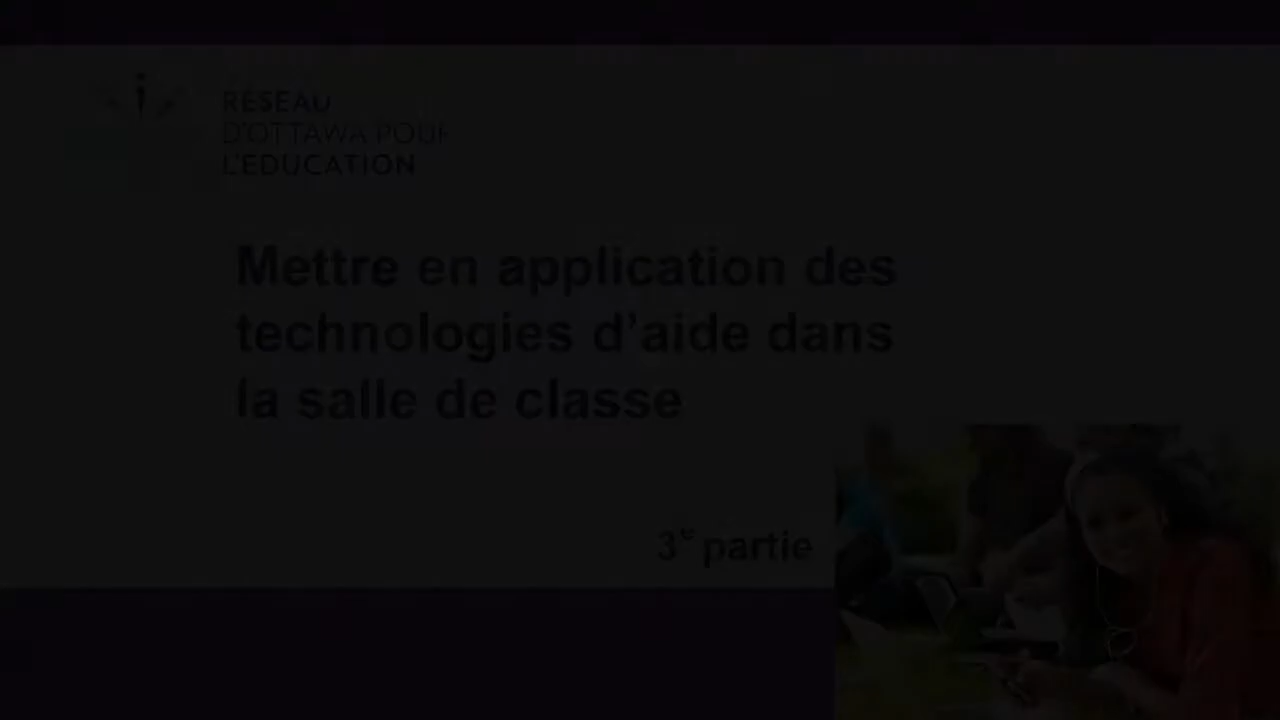 RÉSEAU
D'OTTAWA POUR
L'ÉDUCATION
Mettre en application des
technologies d'aide dans
la salle de classe
3e partie